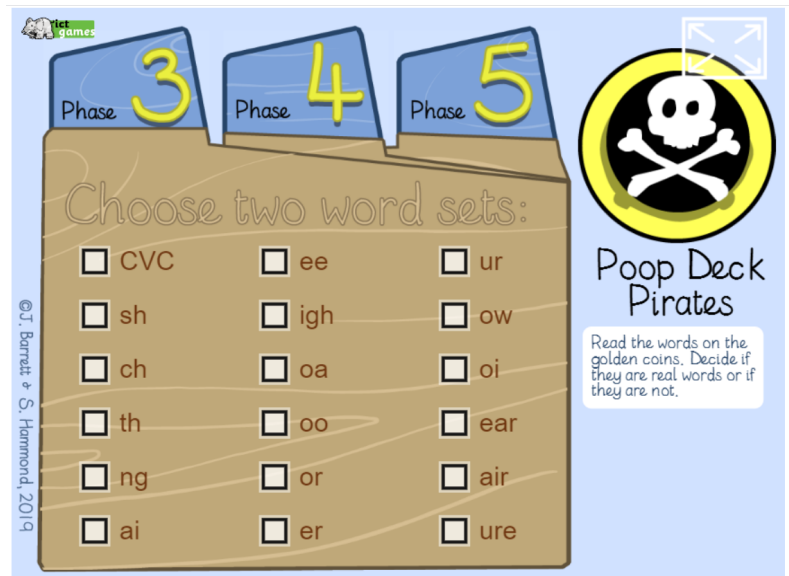 ict
games
Phase 3
Phase 4
Phase 5
Choose two word sets:
CVC
sh
ch
th
ng
ai
ee
igh
oa
oo
or
er
ur
ow
oi
ear
air
ure
Poop Deck
Pirates
Read the words on the
golden coins. Decide if
they are real words or if
they are not.
©J. Barrett & S. Hammond, 2019